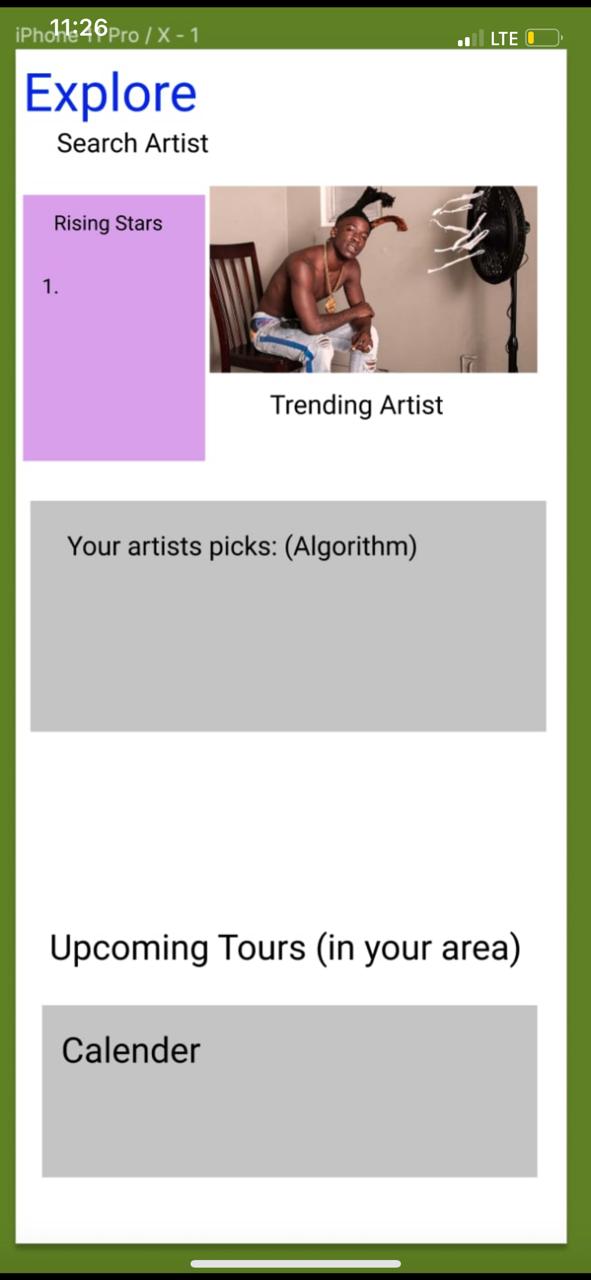 11:26
iPhone 11 Pro / X - 1
LTE
Explore
Search Artist
Rising Stars
1.
Trending Artist
Your artists picks: (Algorithm)
Upcoming Tours (in your area)
Calender